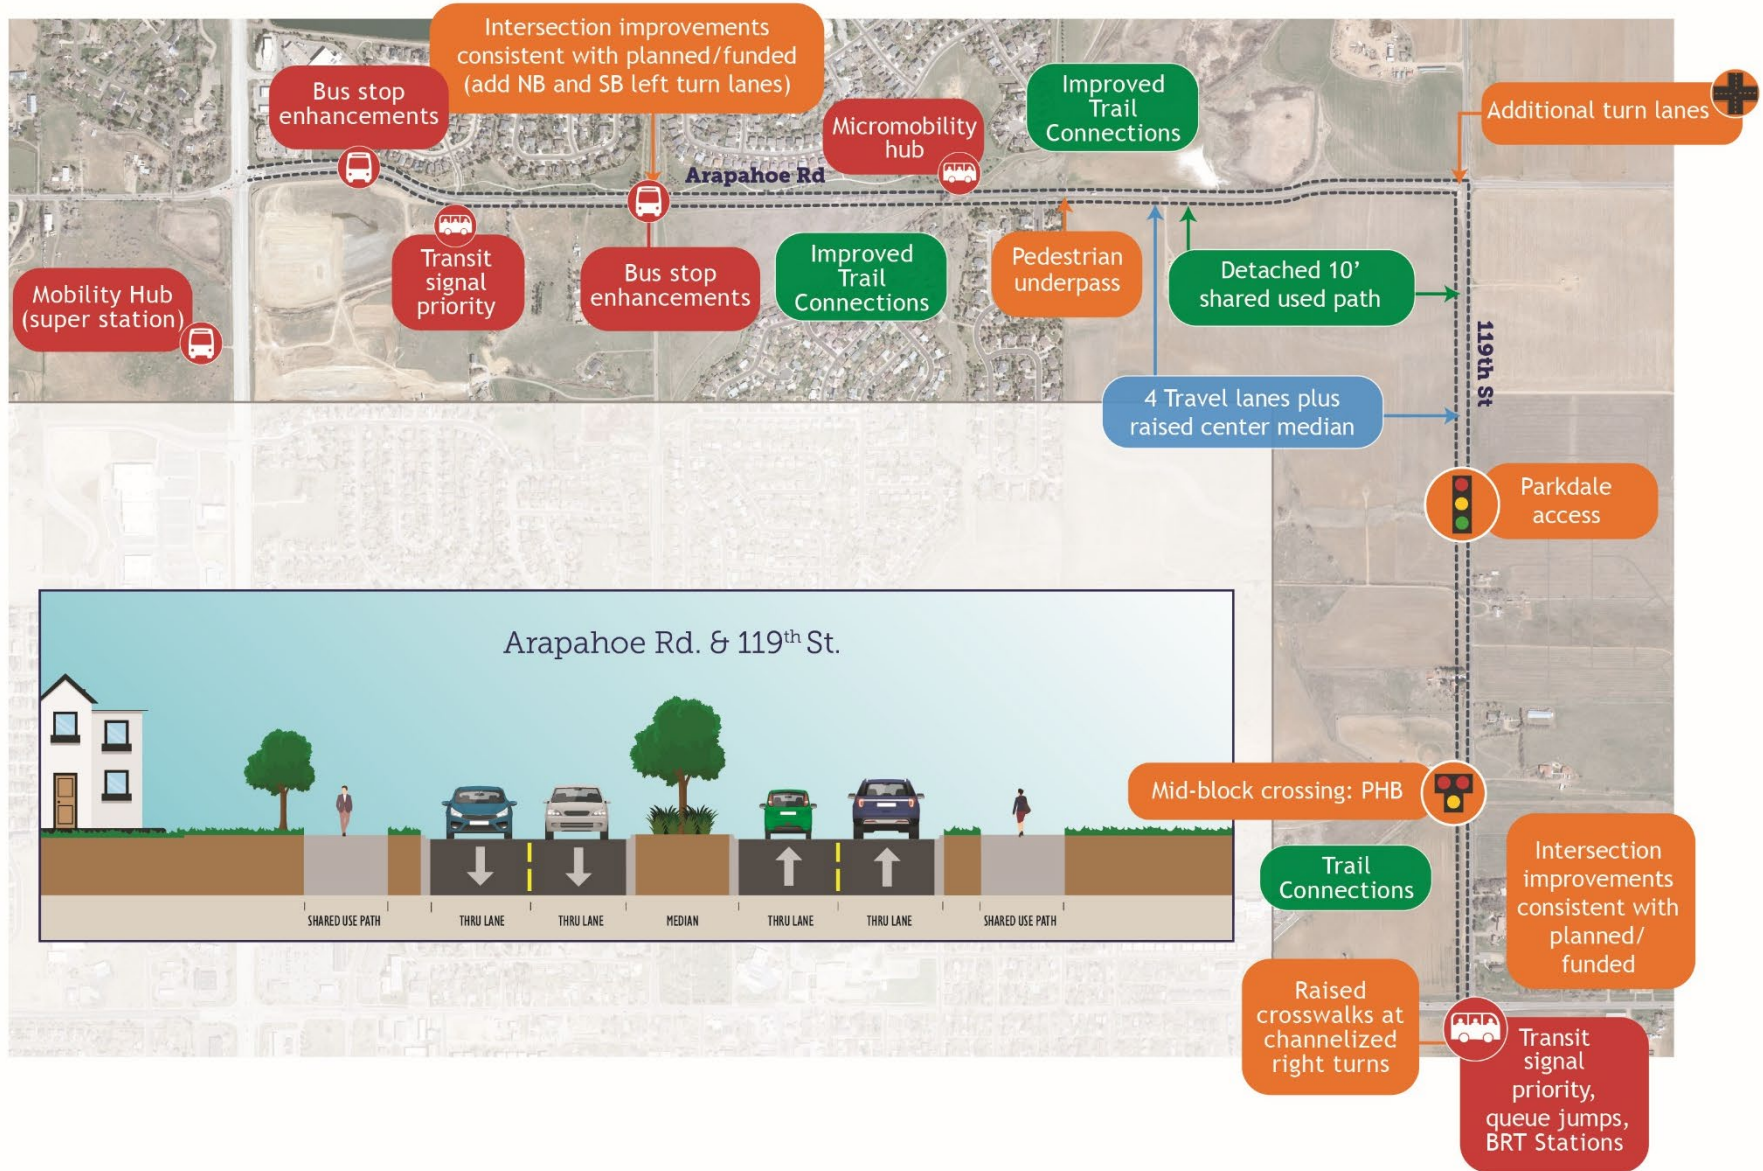 Intersection improvements
consistent with planned/funded
(add NB and SB left turn lanes)
Bus stop
enhancements
Improved
Trail
Connections
Additional turn lanes
Micromobility
hub
Arapahoe Rd
Transit
signal
priority
Bus stop
enhancements
Improved
Trail
Connections
Pedestrian
underpass
Detached 10’
shared used path
Mobility Hub
(super station)
119th St
4 Travel lanes plus
raised center median
Parkdale
access
Arapahoe Rd. & 119th St.
SHARED USE PATH
THRU LANE
THRU LANE
MEDIAN
THRU LANE
THRU LANE
SHARED USE PATH
Mid-block crossing: PHB
Trail
Connections
Intersection
improvements
consistent with
planned/
funded
Raised
crosswalks at
channelized
right turns
Transit
signal
priority,
queue jumps,
BRT Stations